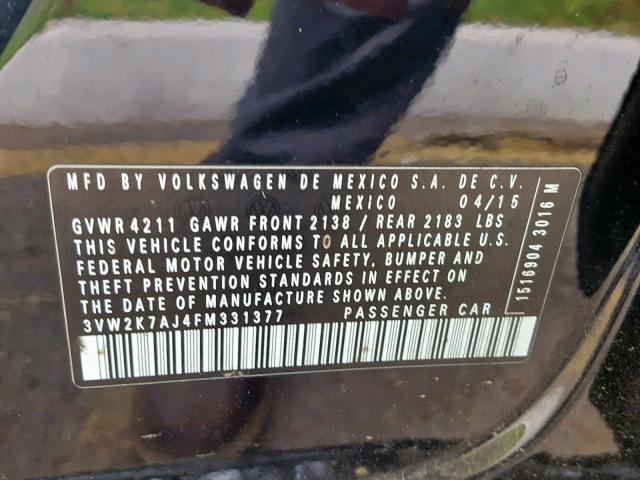 MFD BY VOLKSWAGEN DE MEXICO S.A. DE C.V.
MEXICO 04/15
GVWR 4211 GAWR FRONT 2138 / REAR 2183 LBS
THIS VEHICLE CONFORMS TO ALL APPLICABLE U.S.
FEDERAL MOTOR VEHICLE SAFETY, BUMPER AND
THEFT PREVENTION STANDARDS IN EFFECT ON
THE DATE OF MANUFACTURE SHOWN ABOVE.
3VW2K7AJ4FM331377 PASSENGER CAR
1516904 3016 M